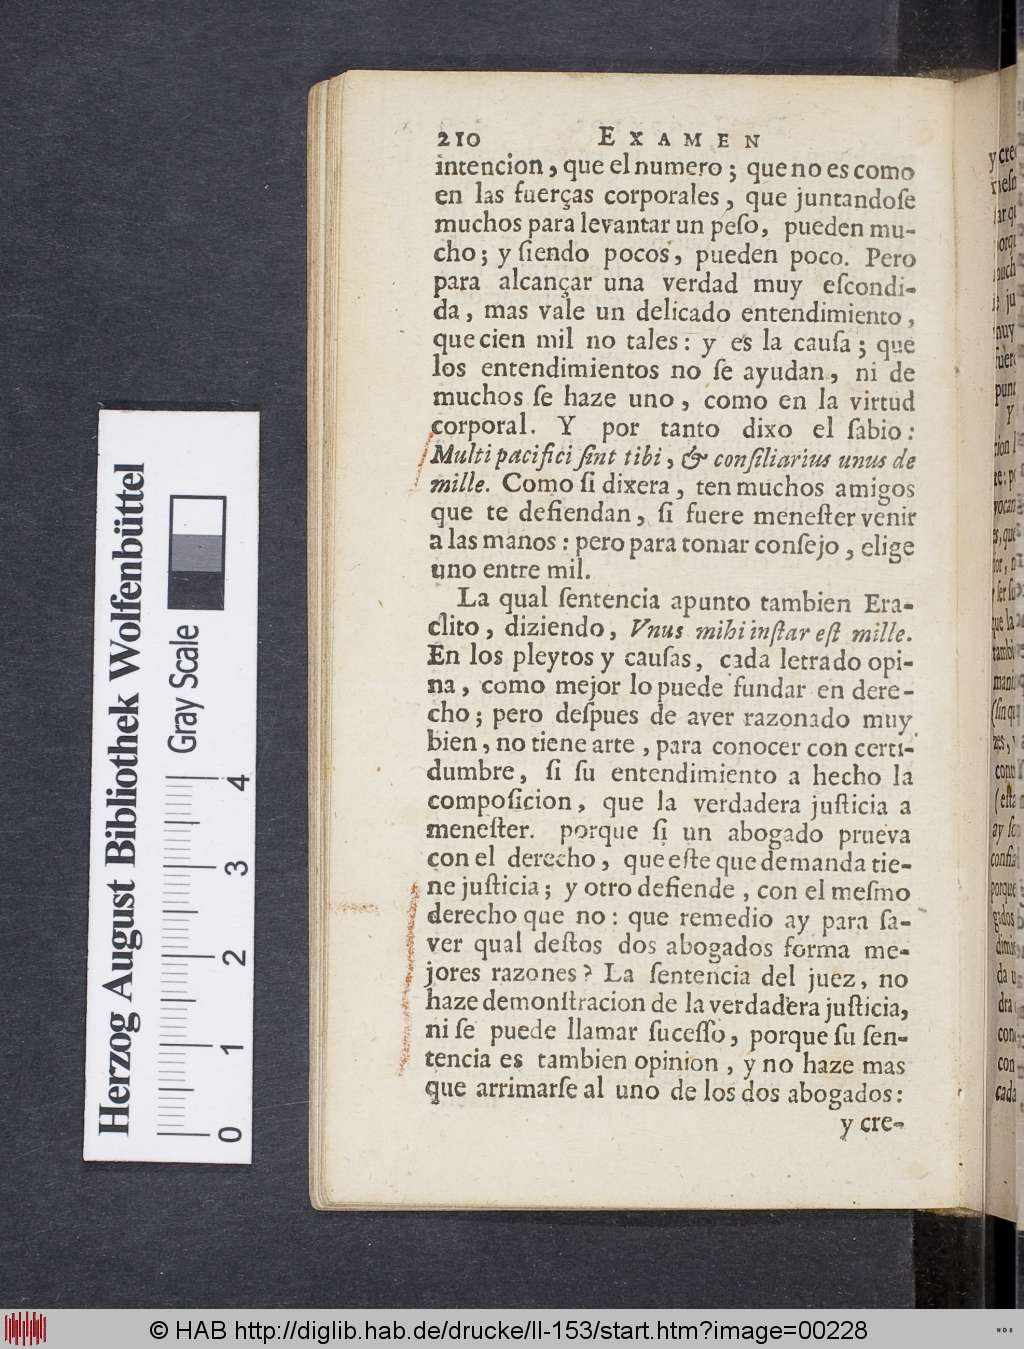 210 EXAMEN
intencion, que el numero; que no es como
en las fuerças corporales, que juntandoſe
muchos para levantar un peſo, pueden mu-
cho; y ſiendo pocos, pueden poco. Pero
para alcançar una verdad muy eſcondi-
da, mas vale un delicado entendimiento,
que cien mil no tales: y es la cauſa; que
los entendimientos no ſe ayudan, ni de
muchos ſe haze uno, como en la virtud
corporal. Y por tanto dixo el ſabio:
Multi pacifici ſint tibi, & conſiliarius unus de
mille. Como ſi dixera, ten muchos amigos
que te defiendan, ſi fuere meneſter venir
a las manos: pero para tomar conſejo, elige
uno entre mil.
La qual ſentencia apunto tambien Era-
clito, diziendo, Vnus mihi inſtar eſt mille.
En los pleytos y cauſas, cada letrado opi-
na, como mejor lo puede fundar en dere-
cho; pero deſpues de aver razonado muy
bien, no tiene arte, para conocer con certi-
dumbre, ſi ſu entendimiento a hecho la
compoſicion, que la verdadera juſticia a
meneſter. porque ſi un abogado prueva
con el derecho, que eſte que demanda tie-
ne juſticia; y otro defiende, con el meſmo
derecho que no: que remedio ay para ſa-
ver qual deſtos dos abogados forma me-
jores razones? La ſentencia del juez, no
haze demonſtracion de la verdadera juſticia,
ni ſe puede llamar ſuceſſo, porque ſu ſen-
tencia es tambien opinion, y no haze mas
que arrimarſe al uno de los dos abogados:
y cre-
Herzog August Bibliothek Wolfenbüttel
Gray Scale
0 1 2 3 4
© HAB http://diglib.hab.de/drucke/ll-153/start.htm?image=00228